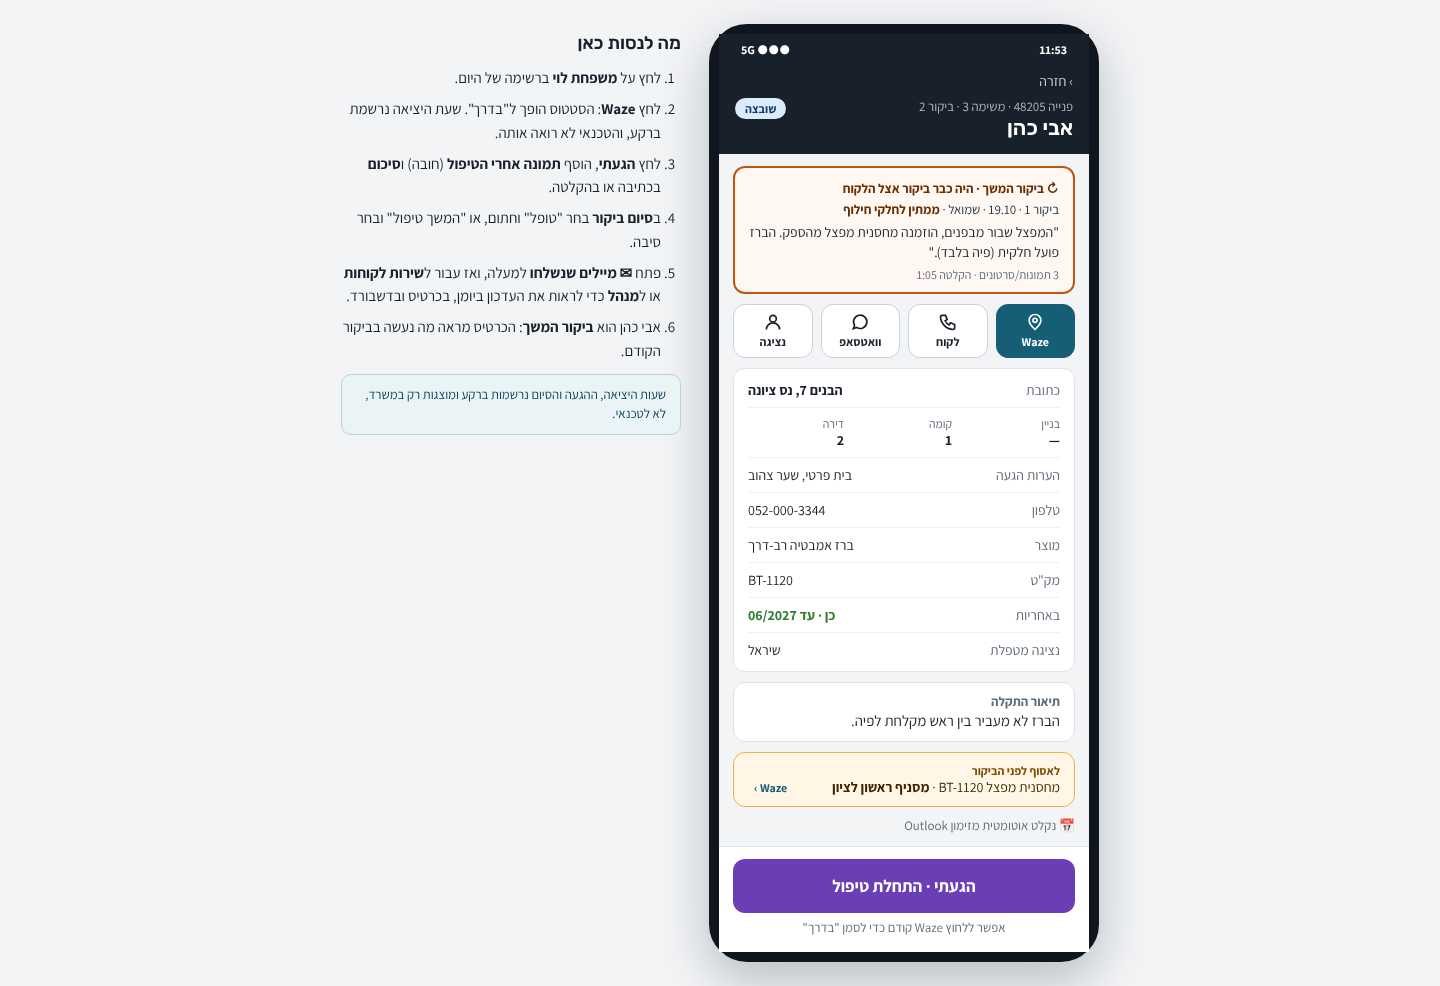 11:53
5G
‹ חזרה
פנייה 48205 · משימה 3 · ביקור 2
שובצה
אבי כהן
↻ ביקור המשך · היה כבר ביקור אצל הלקוח
ביקור 1 · 19.10 · שמואל · ממתין לחלקי חילוף
"המפצל שבור מבפנים, הוזמנה מחסנית מפצל מהספק. הברז
פועל חלקית (פיה בלבד)."
3 תמונות/סרטונים · הקלטה 1:05
Waze
לקוח
וואטסאפ
נציגה
כתובת
הבנים 7, נס ציונה
בניין
קומה
דירה
—
1
2
הערות הגעה
בית פרטי, שער צהוב
טלפון
052-000-3344
מוצר
ברז אמבטיה רב-דרך
מק"ט
BT-1120
באחריות
כן · עד 06/2027
נציגה מטפלת
שיראל
תיאור התקלה
הברז לא מעביר בין ראש מקלחת לפיה.
לאסוף לפני הביקור
מחסנית מפצל BT-1120 · מסניף ראשון לציון
Waze ›
📅 נקלט אוטומטית מזימון Outlook
הגעתי · התחלת טיפול
אפשר ללחוץ Waze קודם כדי לסמן "בדרך"
מה לנסות כאן
1. לחץ על משפחת לוי ברשימה של היום.
2. לחץ Waze: הסטטוס הופך ל"בדרך". שעת היציאה נרשמת
ברקע, והטכנאי לא רואה אותה.
3. לחץ הגעתי, הוסף תמונה אחרי הטיפול (חובה) וסיכום
בכתיבה או בהקלטה.
4. בסיום ביקור בחר "טופל" וחתום, או "המשך טיפול" ובחר
סיבה.
5. פתח ✉ מיילים שנשלחו למעלה, ואז עבור לשירות לקוחות
או למנהל כדי לראות את העדכון ביומן, בכרטיס ובדשבורד.
6. אבי כהן הוא ביקור המשך: הכרטיס מראה מה נעשה בביקור
הקודם.
שעות היציאה, ההגעה והסיום נרשמות ברקע ומוצגות רק במשרד,
לא לטכנאי.